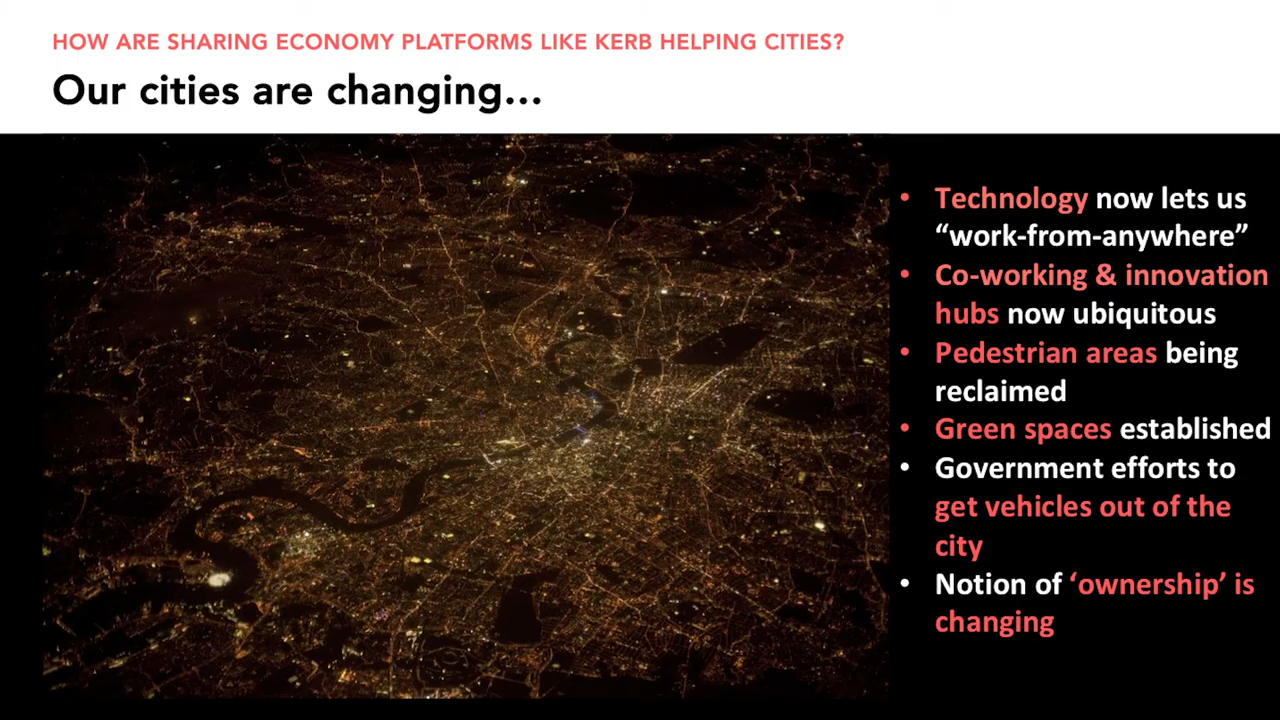 HOW ARE SHARING ECONOMY PLATFORMS LIKE KERB HELPING CITIES?
Our cities are changing...
• Technology now lets us
“work-from-anywhere”
• Co-working & innovation
hubs now ubiquitous
• Pedestrian areas being
reclaimed
• Green spaces established
• Government efforts to
get vehicles out of the
city
• Notion of ‘ownership’ is
changing